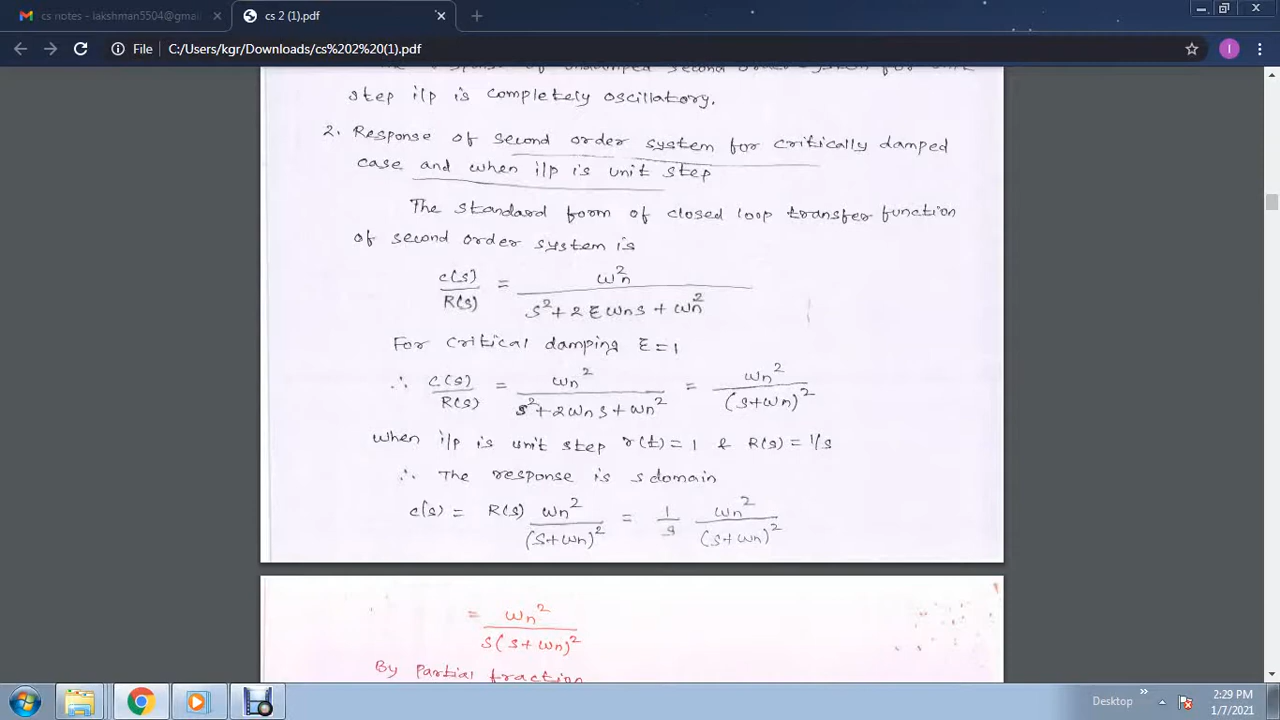 cs notes - lakshman5504@gmail
cs 2 (1).pdf
File
C:/Users/kgr/Downloads/cs%202%20(1).pdf
I
step i/p is completely oscillatory.
2. Response of second order system for critically damped
case and when i/p is unit step
The standard form of closed loop transfer function
of second order system is
C(s)/R(s) = ωn²/(s²+2ξωns+ωn²)
For critical damping ξ=1
∴ C(s)/R(s) = ωn²/(s²+2ωns+ωn²) = ωn²/(s+ωn)²
when i/p is unit step r(t)=1 & R(s)=1/s
∴ The response is s domain
C(s) = R(s) ωn²/(s+ωn)² = 1/s ωn²/(s+ωn)²
= ωn²/s(s+ωn)²
By Partial fraction
Desktop
2:29 PM
1/7/2021